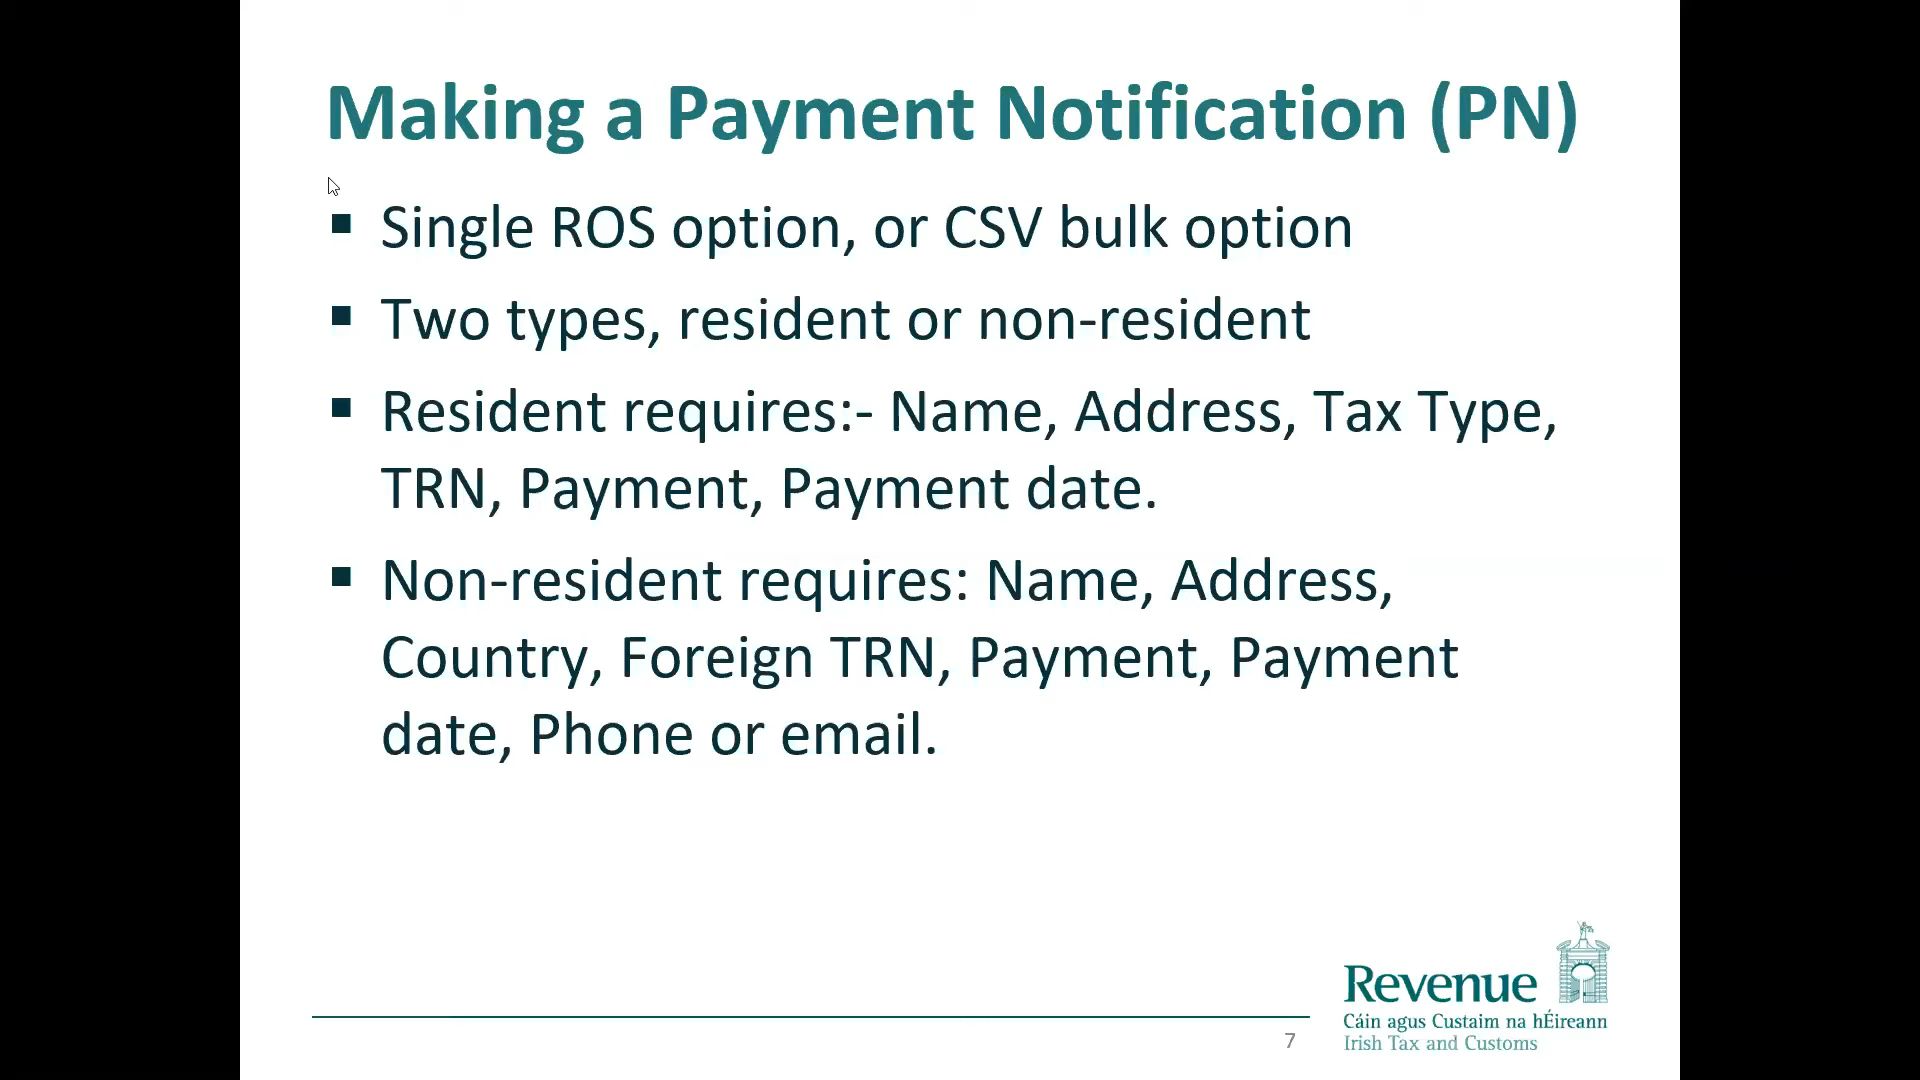 Making a Payment Notification (PN)
Single ROS option, or CSV bulk option
Two types, resident or non-resident
Resident requires:- Name, Address, Tax Type,
TRN, Payment, Payment date.
Non-resident requires: Name, Address,
Country, Foreign TRN, Payment, Payment
date, Phone or email.
Revenue
Cáin agus Custaim na hÉireann
Irish Tax and Customs
7